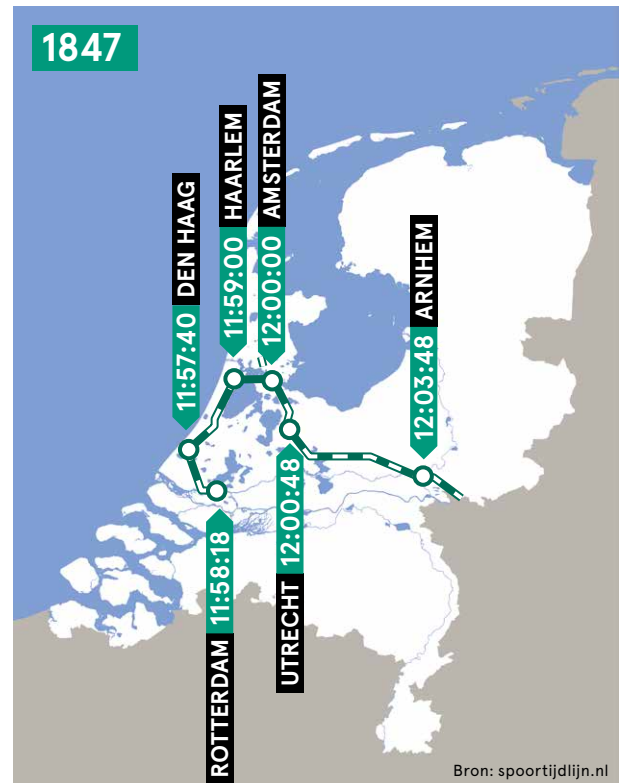 1847
DEN HAAG 11:57:40
HAARLEM 11:59:00
AMSTERDAM 12:00:00
ARNHEM 12:03:48
ROTTERDAM 11:58:18
UTRECHT 12:00:48
Bron: spoortijdlijn.nl